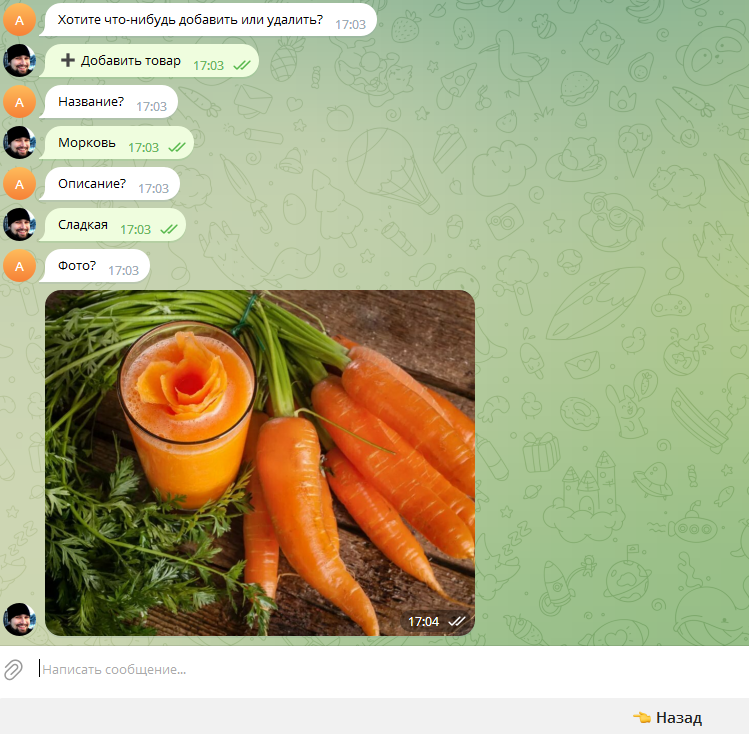 А
Хотите что-нибудь добавить или удалить? 17:03
➕ Добавить товар 17:03
А
Название? 17:03
Морковь 17:03
А
Описание? 17:03
Сладкая 17:03
А
Фото? 17:03
17:04
Написать сообщение...
👈 Назад